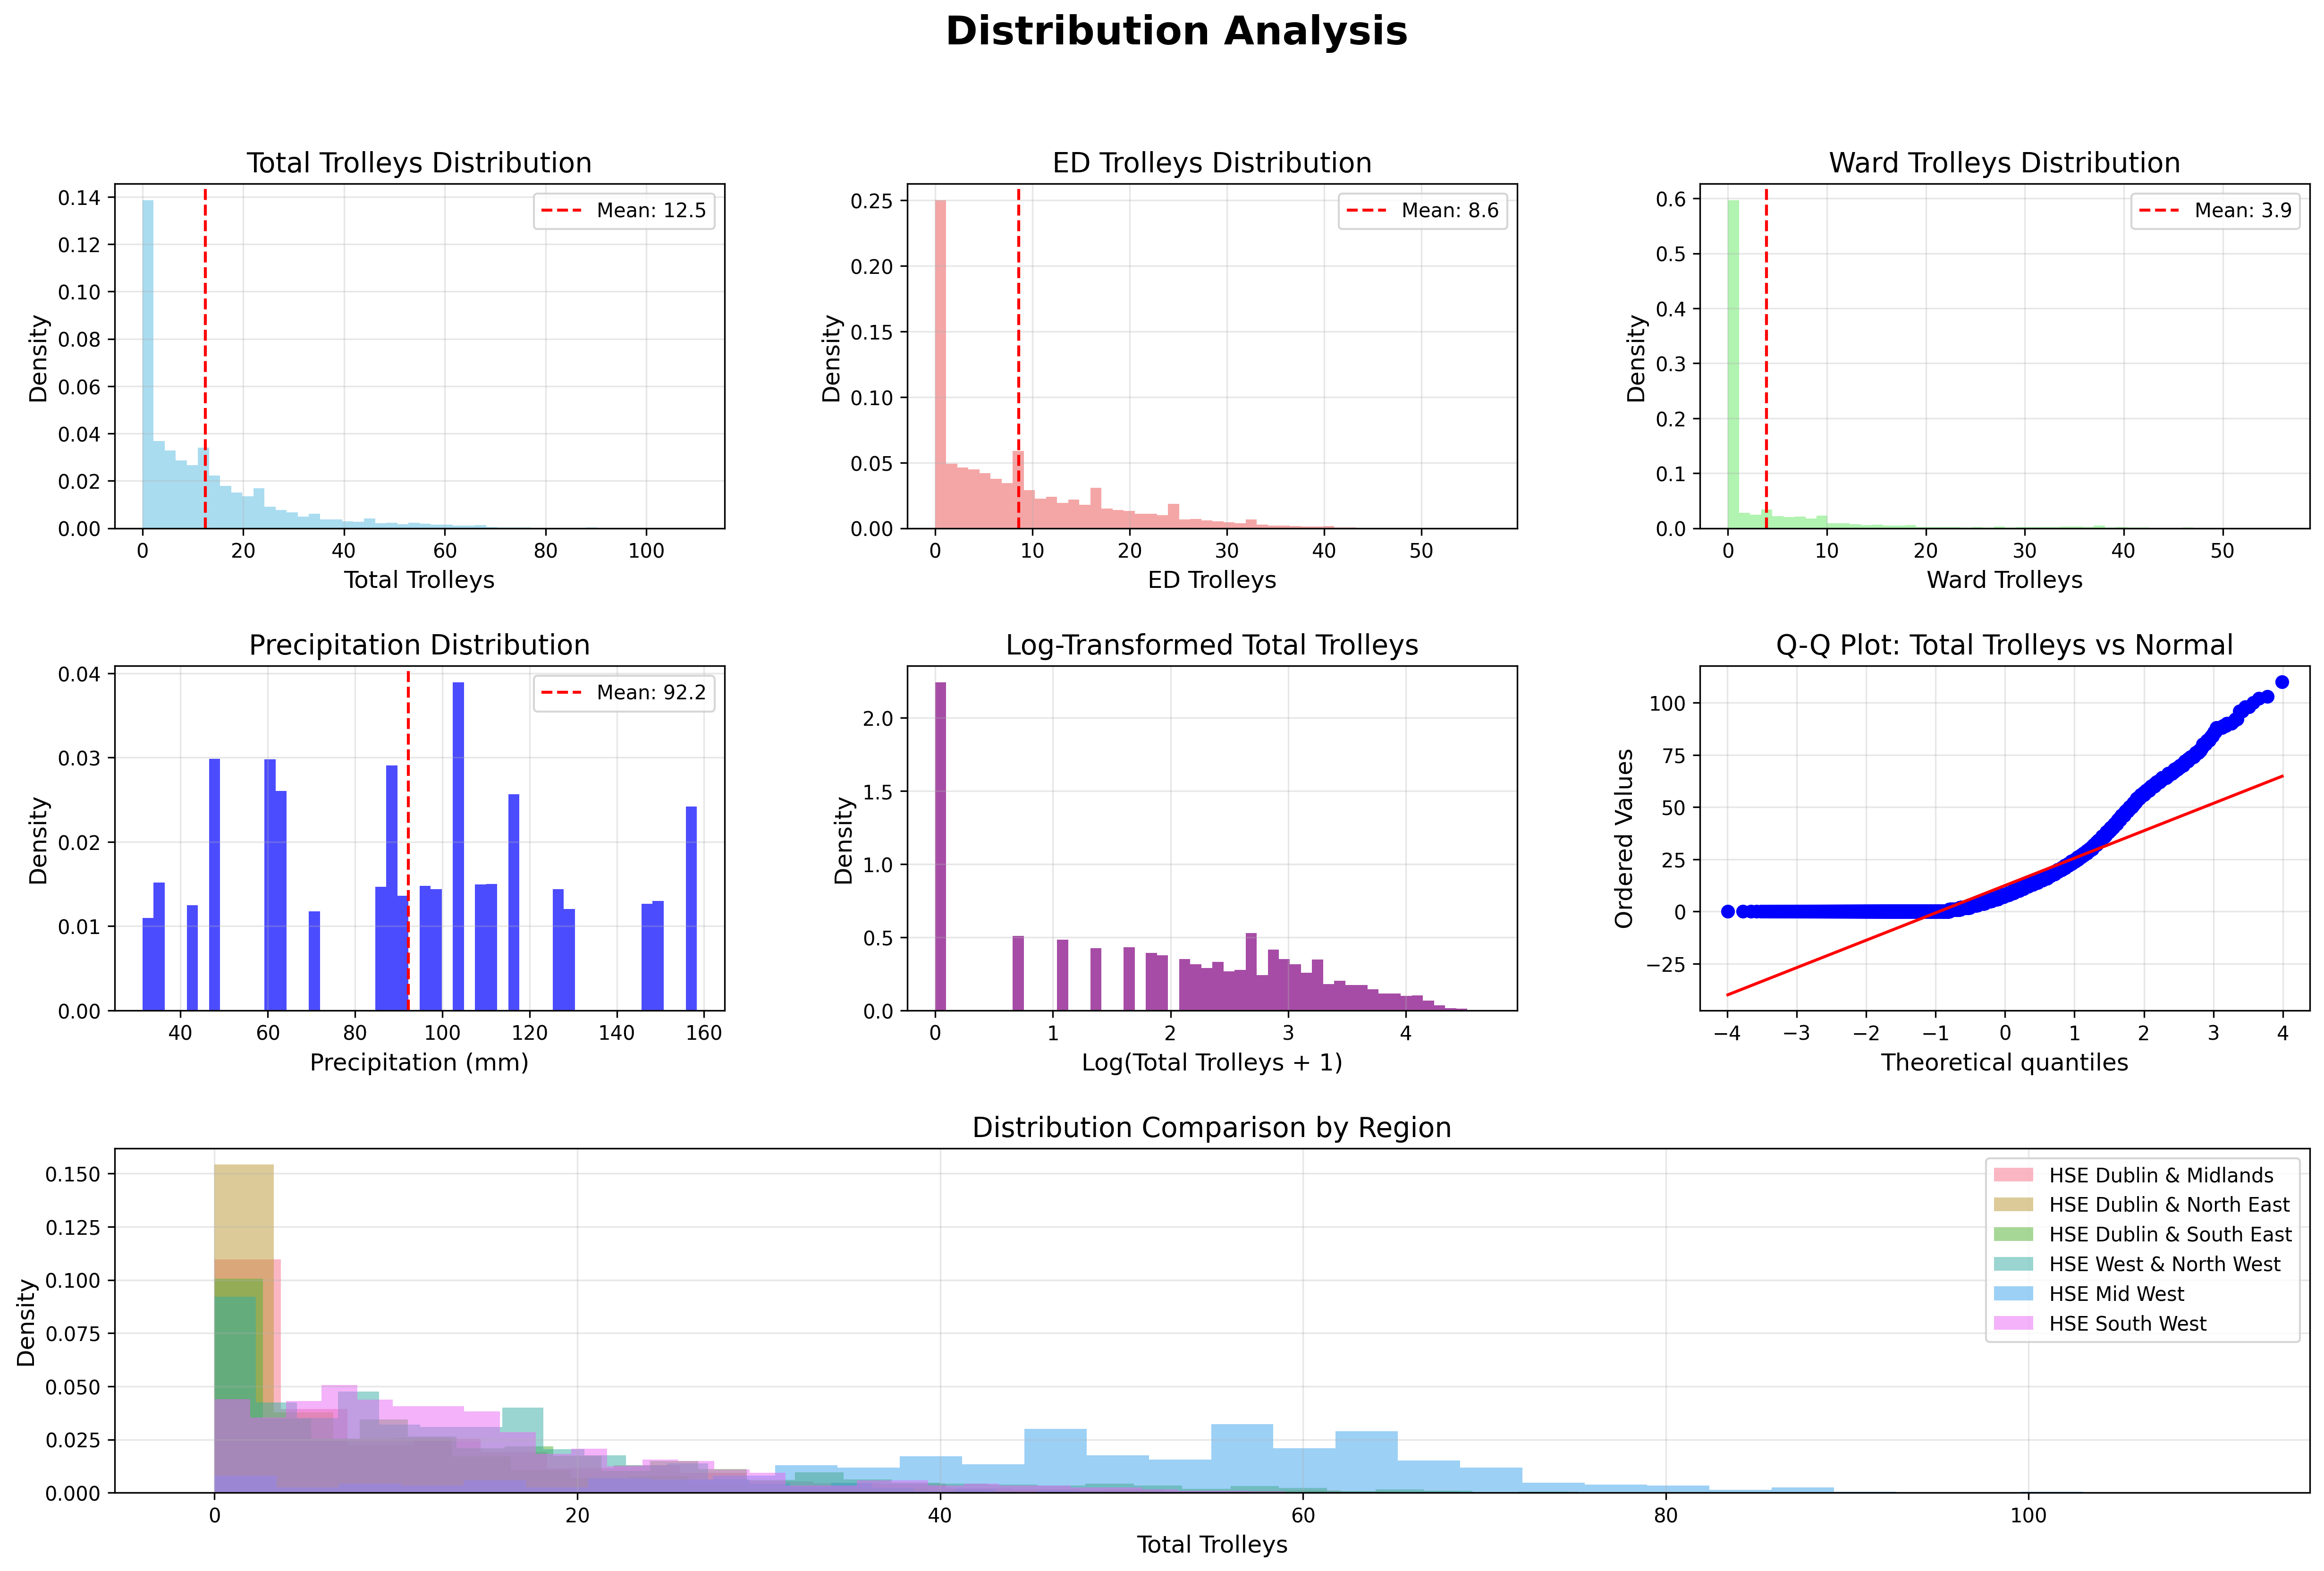 Distribution Analysis
Total Trolleys Distribution
Density
0.14
0.12
0.10
0.08
0.06
0.04
0.02
0.00
Mean: 12.5
0 20 40 60 80 100
Total Trolleys
ED Trolleys Distribution
Density
0.25
0.20
0.15
0.10
0.05
0.00
Mean: 8.6
0 10 20 30 40 50
ED Trolleys
Ward Trolleys Distribution
Density
0.6
0.5
0.4
0.3
0.2
0.1
0.0
Mean: 3.9
0 10 20 30 40 50
Ward Trolleys
Precipitation Distribution
Density
0.04
0.03
0.02
0.01
0.00
Mean: 92.2
40 60 80 100 120 140 160
Precipitation (mm)
Log-Transformed Total Trolleys
Density
2.0
1.5
1.0
0.5
0.0
0 1 2 3 4
Log(Total Trolleys + 1)
Q-Q Plot: Total Trolleys vs Normal
Ordered Values
100
75
50
25
0
−25
−4 −3 −2 −1 0 1 2 3 4
Theoretical quantiles
Distribution Comparison by Region
Density
0.150
0.125
0.100
0.075
0.050
0.025
0.000
HSE Dublin & Midlands
HSE Dublin & North East
HSE Dublin & South East
HSE West & North West
HSE Mid West
HSE South West
0 20 40 60 80 100
Total Trolleys